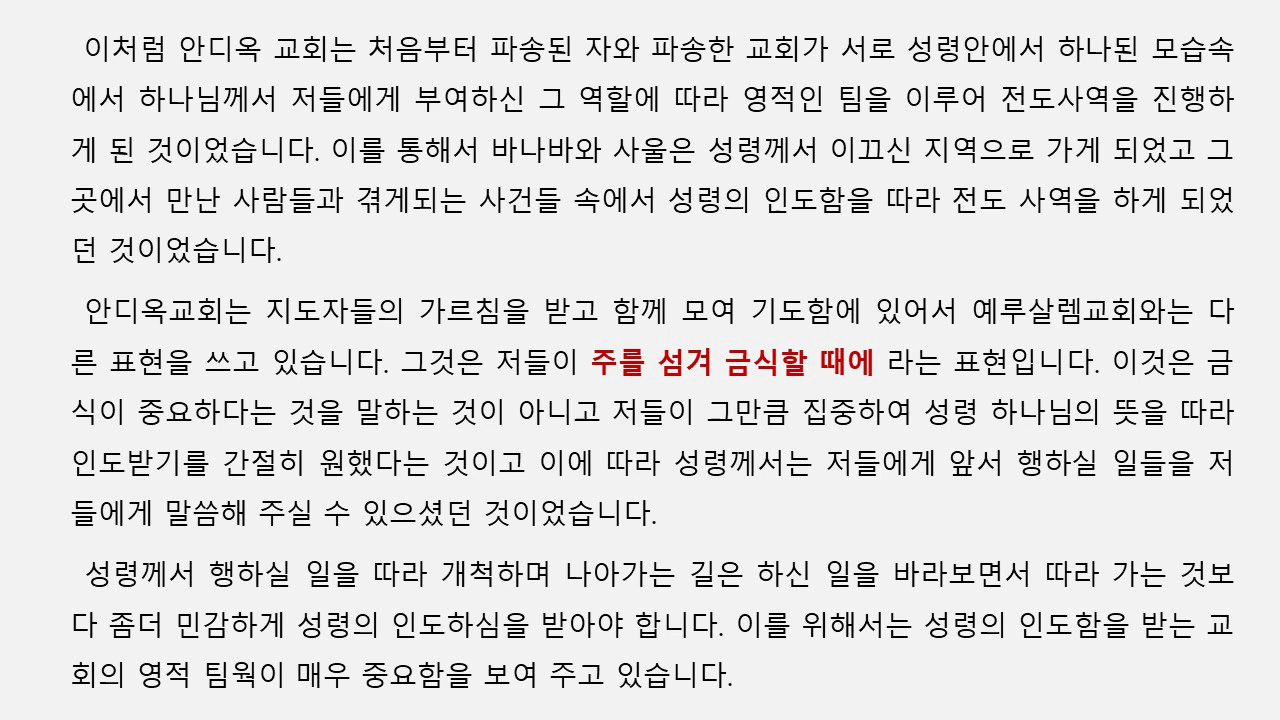 이처럼 안디옥 교회는 처음부터 파송된 자와 파송한 교회가 서로 성령안에서 하나된 모습속
에서 하나님께서 저들에게 부여하신 그 역할에 따라 영적인 팀을 이루어 전도사역을 진행하
게 된 것이었습니다. 이를 통해서 바나바와 사울은 성령께서 이끄신 지역으로 가게 되었고 그
곳에서 만난 사람들과 겪게되는 사건들 속에서 성령의 인도함을 따라 전도 사역을 하게 되었
던 것이었습니다.
안디옥교회는 지도자들의 가르침을 받고 함께 모여 기도함에 있어서 예루살렘교회와는 다
른 표현을 쓰고 있습니다. 그것은 저들이 주를 섬겨 금식할 때에 라는 표현입니다. 이것은 금
식이 중요하다는 것을 말하는 것이 아니고 저들이 그만큼 집중하여 성령 하나님의 뜻을 따라
인도받기를 간절히 원했다는 것이고 이에 따라 성령께서는 저들에게 앞서 행하실 일들을 저
들에게 말씀해 주실 수 있으셨던 것이었습니다.
성령께서 행하실 일을 따라 개척하며 나아가는 길은 하신 일을 바라보면서 따라 가는 것보
다 좀더 민감하게 성령의 인도하심을 받아야 합니다. 이를 위해서는 성령의 인도함을 받는 교
회의 영적 팀웍이 매우 중요함을 보여 주고 있습니다.